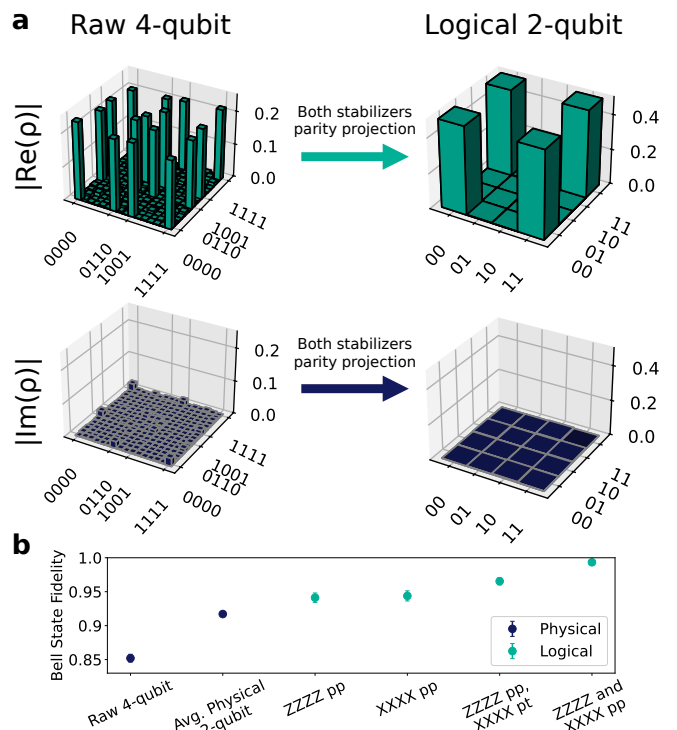 a
Raw 4-qubit
Logical 2-qubit
|Re(ρ)|
0.2
0.1
0.0
0000
0110
1001
1111
1111
1001
0110
0000
Both stabilizers
parity projection
0.4
0.2
0.0
00
01
10
11
11
10
01
00
|Im(ρ)|
0.2
0.1
0.0
0000
0110
1001
1111
1111
1001
0110
0000
Both stabilizers
parity projection
0.4
0.2
0.0
00
01
10
11
11
10
01
00
b
Bell State Fidelity
1.0
0.95
0.9
0.85
Physical
Logical
Raw 4-qubit
Avg. Physical
2-qubit
ZZZZ pp
XXXX pp
ZZZZ pp,
XXXX pt
ZZZZ and
XXXX pp